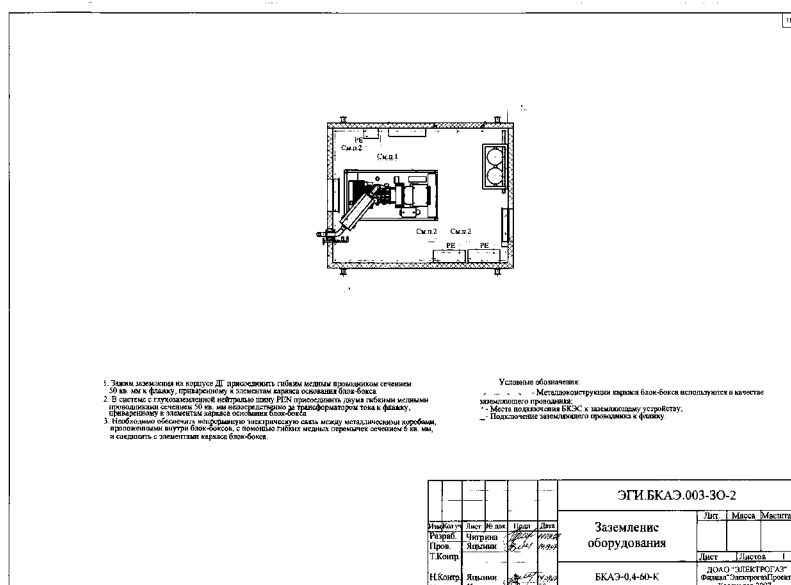 PE
См.п.2
См.п.1
См.п.2 См.п.2
PE PE
1. Зажим заземления на корпусе ДГ присоединить гибким медным проводником сечением
50 кв. мм к флажку, приваренному к элементам каркаса основания блок-бокса.
2. В системе с глухозаземленной нейтралью шину PEN присоединить двумя гибкими медными
проводниками сечением 50 кв. мм непосредственно за трансформатором тока к флажку,
приваренному к элементам каркаса основания блок-бокса
3. Необходимо обеспечить непрерывную электрическую связь между металлическими коробами,
проложенными внутри блок-боксов, с помощью гибких медных перемычек сечением 6 кв. мм,
и соединить с элементами каркаса блок-бокса.
Условные обозначения:
- Металлоконструкции каркаса блок-бокса используются в качестве
заземляющего проводника;
- Места подключения БКЭС к заземляющему устройству;
- Подключение заземляющего проводника к флажку.
ЭГИ.БКАЭ.003-ЗО-2
Изм Кол уч Лист № док. Подп Дата
Разраб. Чигрина
Пров. Яцынин
Т.Контр.
Н.Контр. Яцынин
Заземление
оборудования
Лит. Масса Масшта
Лист Листов 1
БКАЭ-0,4-60-К
ДОАО "ЭЛЕКТРОГАЗ"